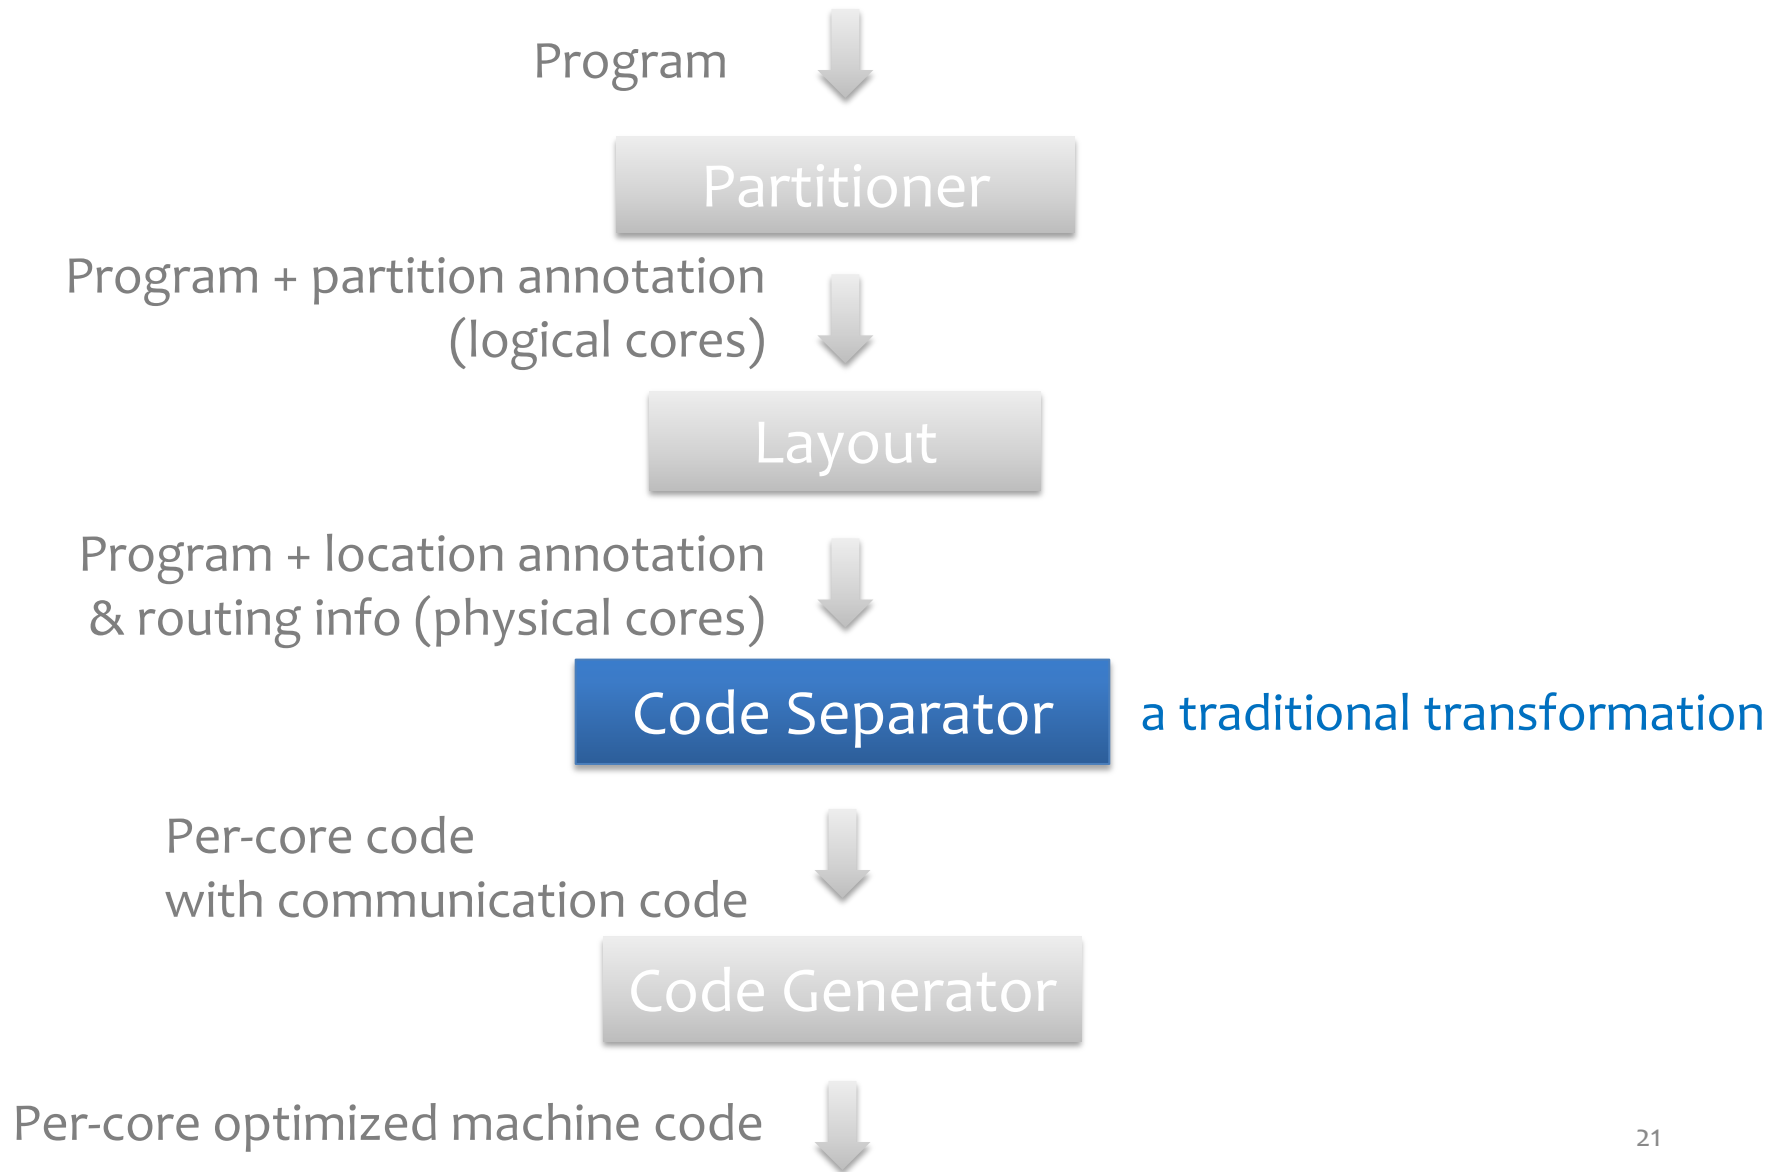 Program
Partitioner
Program + partition annotation
(logical cores)
Layout
Program + location annotation
& routing info (physical cores)
Code Separator
a traditional transformation
Per-core code
with communication code
Code Generator
Per-core optimized machine code
21